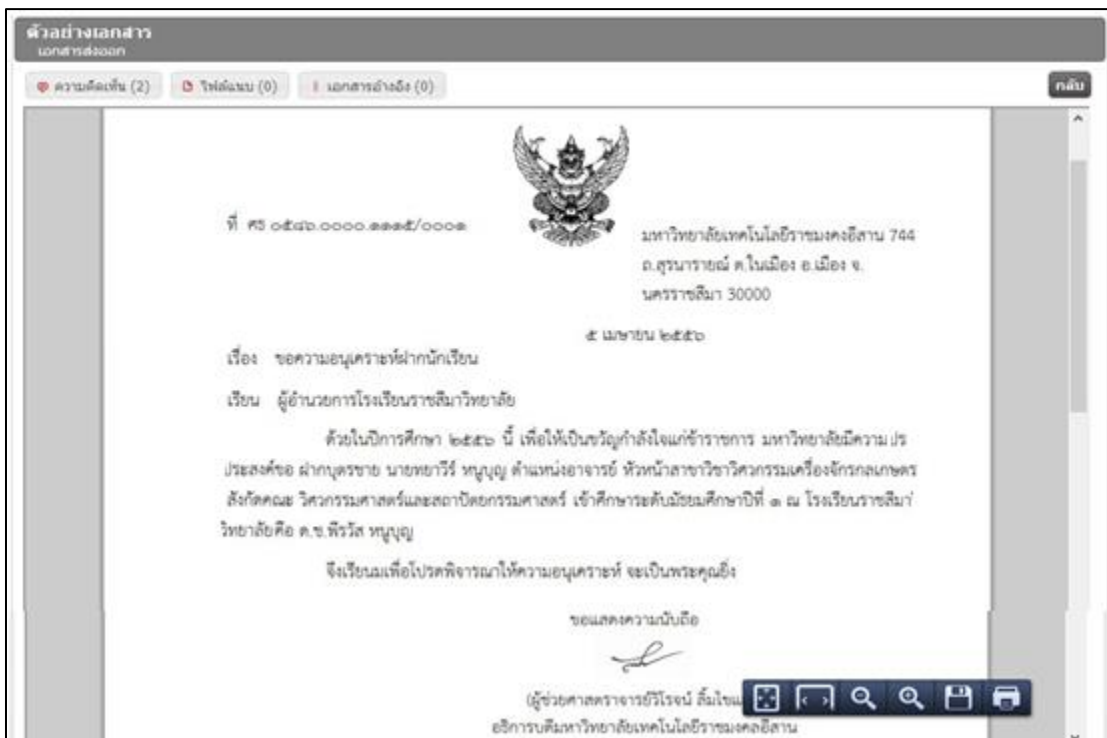 ตัวอย่างเอกสาร
เอกสารส่งออก
ความคิดเห็น (2)
ไฟล์แนบ (0)
เอกสารอ้างอิง (0)
กลับ
ที่ ศธ ๐๕๘๖.๐๐๐๐.๑๑๑๕/๐๐๐๑
มหาวิทยาลัยเทคโนโลยีราชมงคงอีสาน 744
ถ.สุรนารายณ์ ต.ในเมือง อ.เมือง จ.
นครราชสีมา 30000
๕ เมษายน ๒๕๕๖
เรื่อง ขอความอนุเคราะห์ฝากนักเรียน
เรียน ผู้อำนวยการโรงเรียนราชสีมาวิทยาลัย
ด้วยในปีการศึกษา ๒๕๕๖ นี้ เพื่อให้เป็นขวัญกำลังใจแก่ข้าราชการ มหาวิทยาลัยมีความ ปร
ประสงค์ขอ ฝากบุตรชาย นายทยาวีร์ หนูบุญ ตำแหน่งอาจารย์ หัวหน้าสาขาวิชาวิศวกรรมเครื่องจักรกลเกษตร
สังกัดคณะ วิศวกรรมศาสตร์และสถาปัตยกรรมศาสตร์ เข้าศึกษาระดับมัธยมศึกษาปีที่ ๑ ณ โรงเรียนราชสีมา
วิทยาลัยคือ ด.ช.พีรวัส หนูบุญ
จึงเรียนมเพื่อโปรดพิจารณาให้ความอนุเคราะห์ จะเป็นพระคุณยิ่ง
ขอแสดงความนับถือ
(ผู้ช่วยศาสตราจารย์วิโรจน์ ลิ้มไขแ
อธิการบดีมหาวิทยาลัยเทคโนโลยีราชมงคลอีสาน